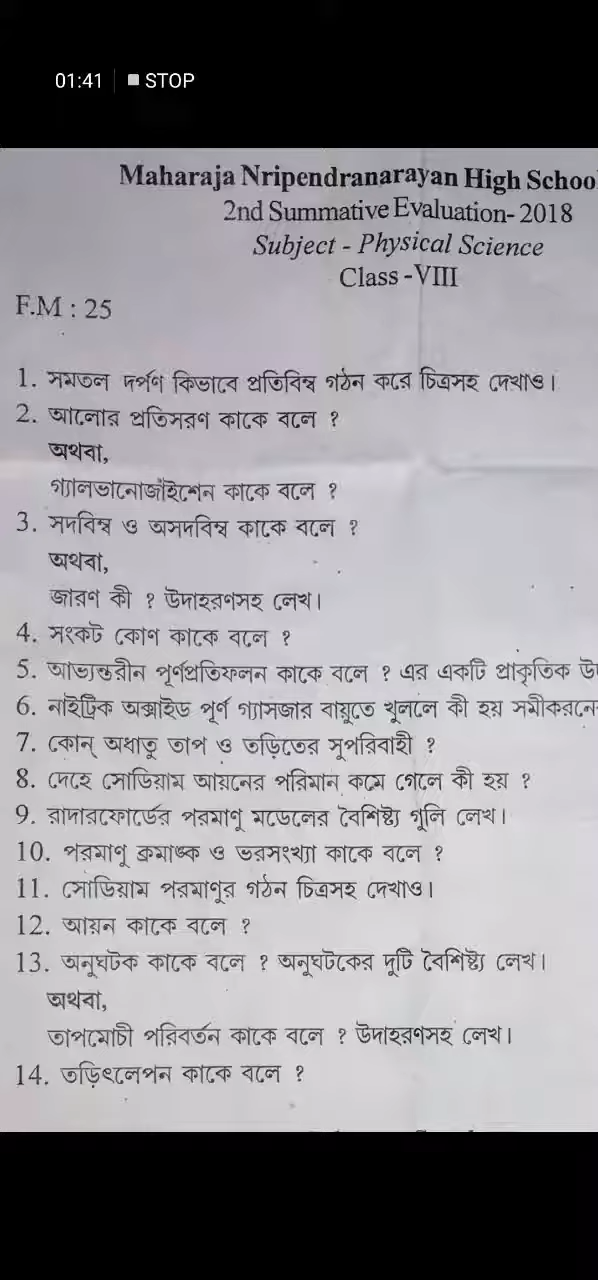 01:41 STOP
Maharaja Nripendranarayan High Schoo
2nd Summative Evaluation- 2018
Subject - Physical Science
Class -VIII
F.M : 25
1. সমতল দর্পণ কিভাবে প্রতিবিম্ব গঠন করে চিত্রসহ দেখাও।
2. আলোর প্রতিসরণ কাকে বলে ?
অথবা,
গ্যালভানোজাঁইশেন কাকে বলে ?
3. সদবিম্ব ও অসদবিম্ব কাকে বলে ?
অথবা,
জারণ কী ? উদাহরণসহ লেখ।
4. সংকট কোণ কাকে বলে ?
5. আভ্যন্তরীন পূর্ণপ্রতিফলন কাকে বলে ? এর একটি প্রাকৃতিক
6. নাইট্রিক অক্সাইড পূর্ণ গ্যাসজার বায়ুতে খুললে কী হয় সমীকরনে
7. কোন্ অধাতু তাপ ও তড়িতের সুপরিবাহী ?
8. দেহে সোডিয়াম আয়নের পরিমান কমে গেলে কী হয় ?
9. রাদারফোর্ডের পরমাণু মডেলের বৈশিষ্ট্য গুলি লেখ।
10. পরমাণু ক্রমাঙ্ক ও ভরসংখ্যা কাকে বলে ?
11. সোডিয়াম পরমাণুর গঠন চিত্রসহ দেখাও।
12. আয়ন কাকে বলে ?
13. অনুঘটক কাকে বলে ? অনুঘটকের দুটি বৈশিষ্ট্য লেখ।
অথবা,
তাপমোচী পরিবর্তন কাকে বলে ? উদাহরণসহ লেখ।
14. তড়িৎলেপন কাকে বলে ?